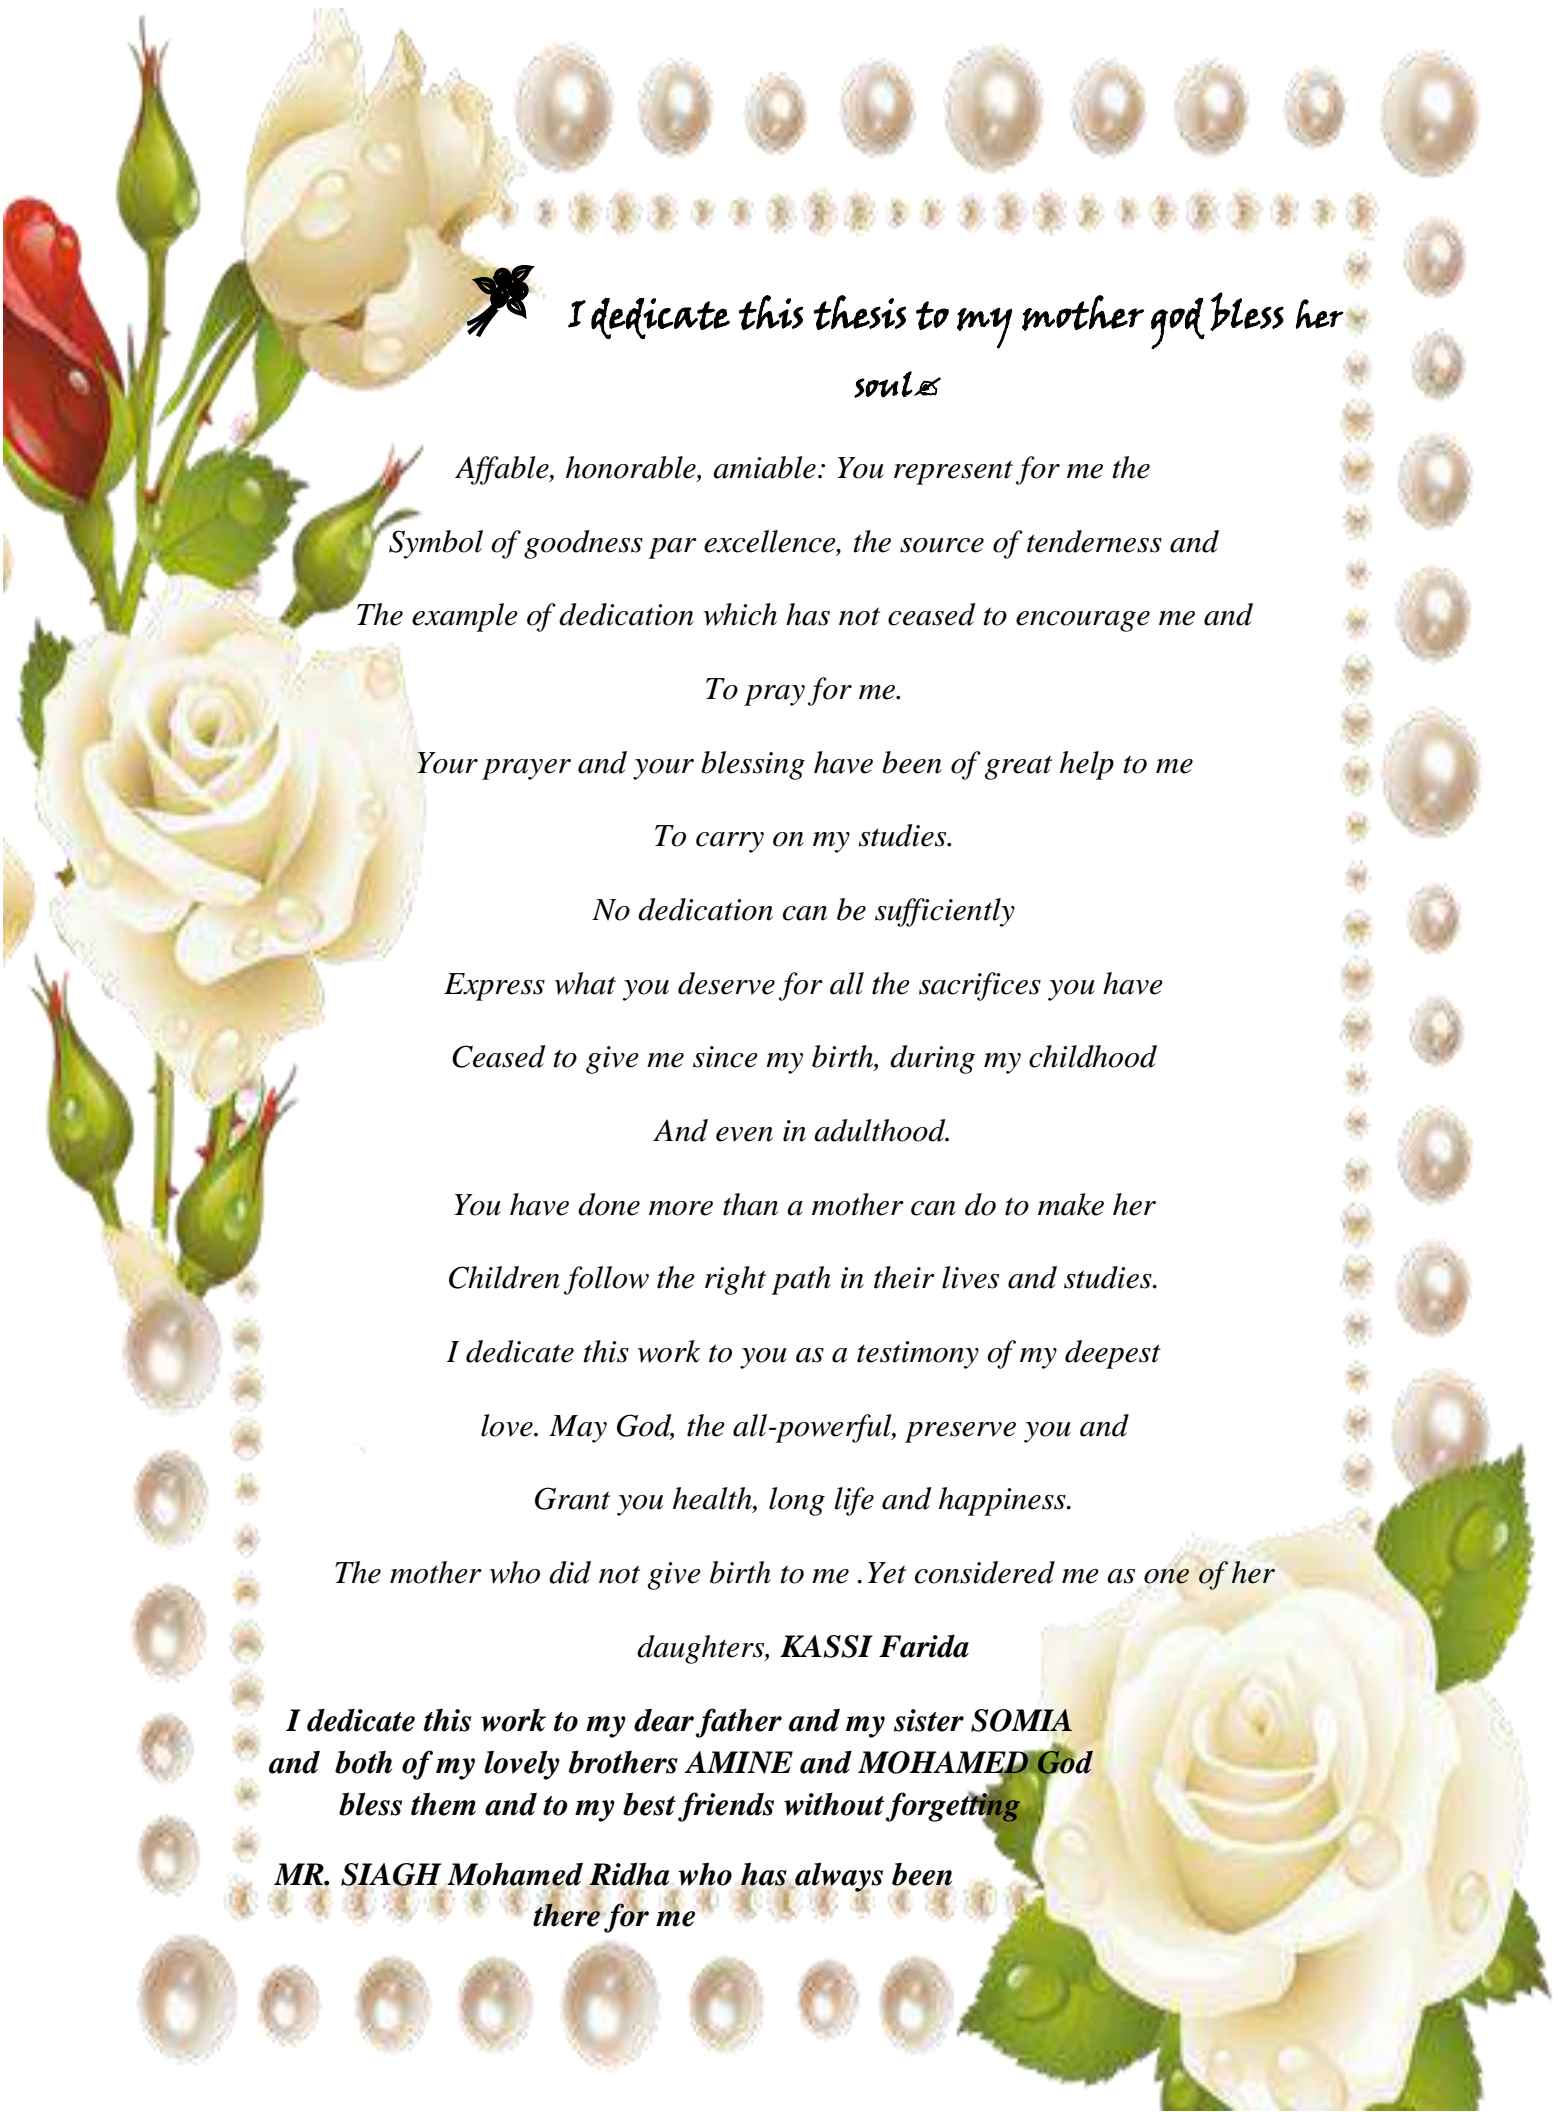 I dedicate this thesis to my mother god bless her
soul✍
Affable, honorable, amiable: You represent for me the
Symbol of goodness par excellence, the source of tenderness and
The example of dedication which has not ceased to encourage me and
To pray for me.
Your prayer and your blessing have been of great help to me
To carry on my studies.
No dedication can be sufficiently
Express what you deserve for all the sacrifices you have
Ceased to give me since my birth, during my childhood
And even in adulthood.
You have done more than a mother can do to make her
Children follow the right path in their lives and studies.
I dedicate this work to you as a testimony of my deepest
love. May God, the all-powerful, preserve you and
Grant you health, long life and happiness.
The mother who did not give birth to me .Yet considered me as one of her
daughters, KASSI Farida
I dedicate this work to my dear father and my sister SOMIA
and both of my lovely brothers AMINE and MOHAMED God
bless them and to my best friends without forgetting
MR. SIAGH Mohamed Ridha who has always been
there for me